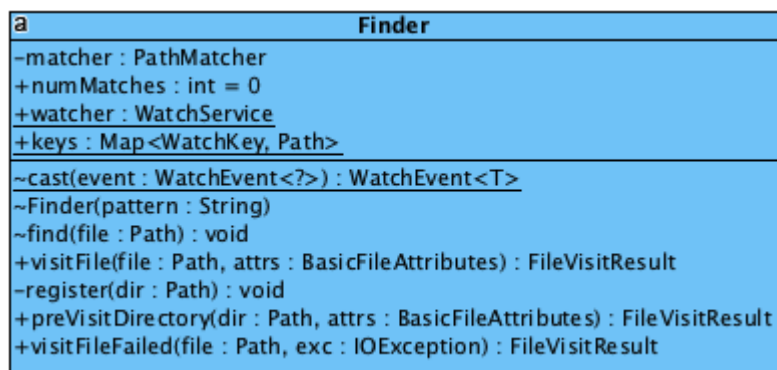 a
Finder
-matcher : PathMatcher
+numMatches : int = 0
+watcher : WatchService
+keys : Map<WatchKey, Path>
~cast(event : WatchEvent<?>) : WatchEvent<T>
~Finder(pattern : String)
~find(file : Path) : void
+visitFile(file : Path, attrs : BasicFileAttributes) : FileVisitResult
-register(dir : Path) : void
+preVisitDirectory(dir : Path, attrs : BasicFileAttributes) : FileVisitResult
+visitFileFailed(file : Path, exc : IOException) : FileVisitResult